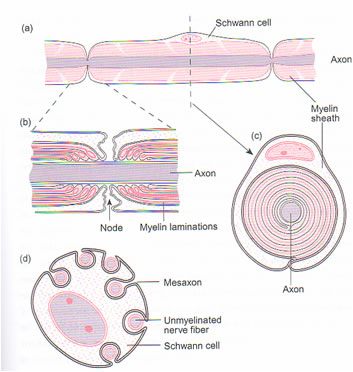 (a)
Schwann cell
Axon
Myelin
sheath
(b)
(c)
Axon
Node
Myelin laminations
Axon
(d)
Mesaxon
Unmyelinated
nerve fiber
Schwann cell